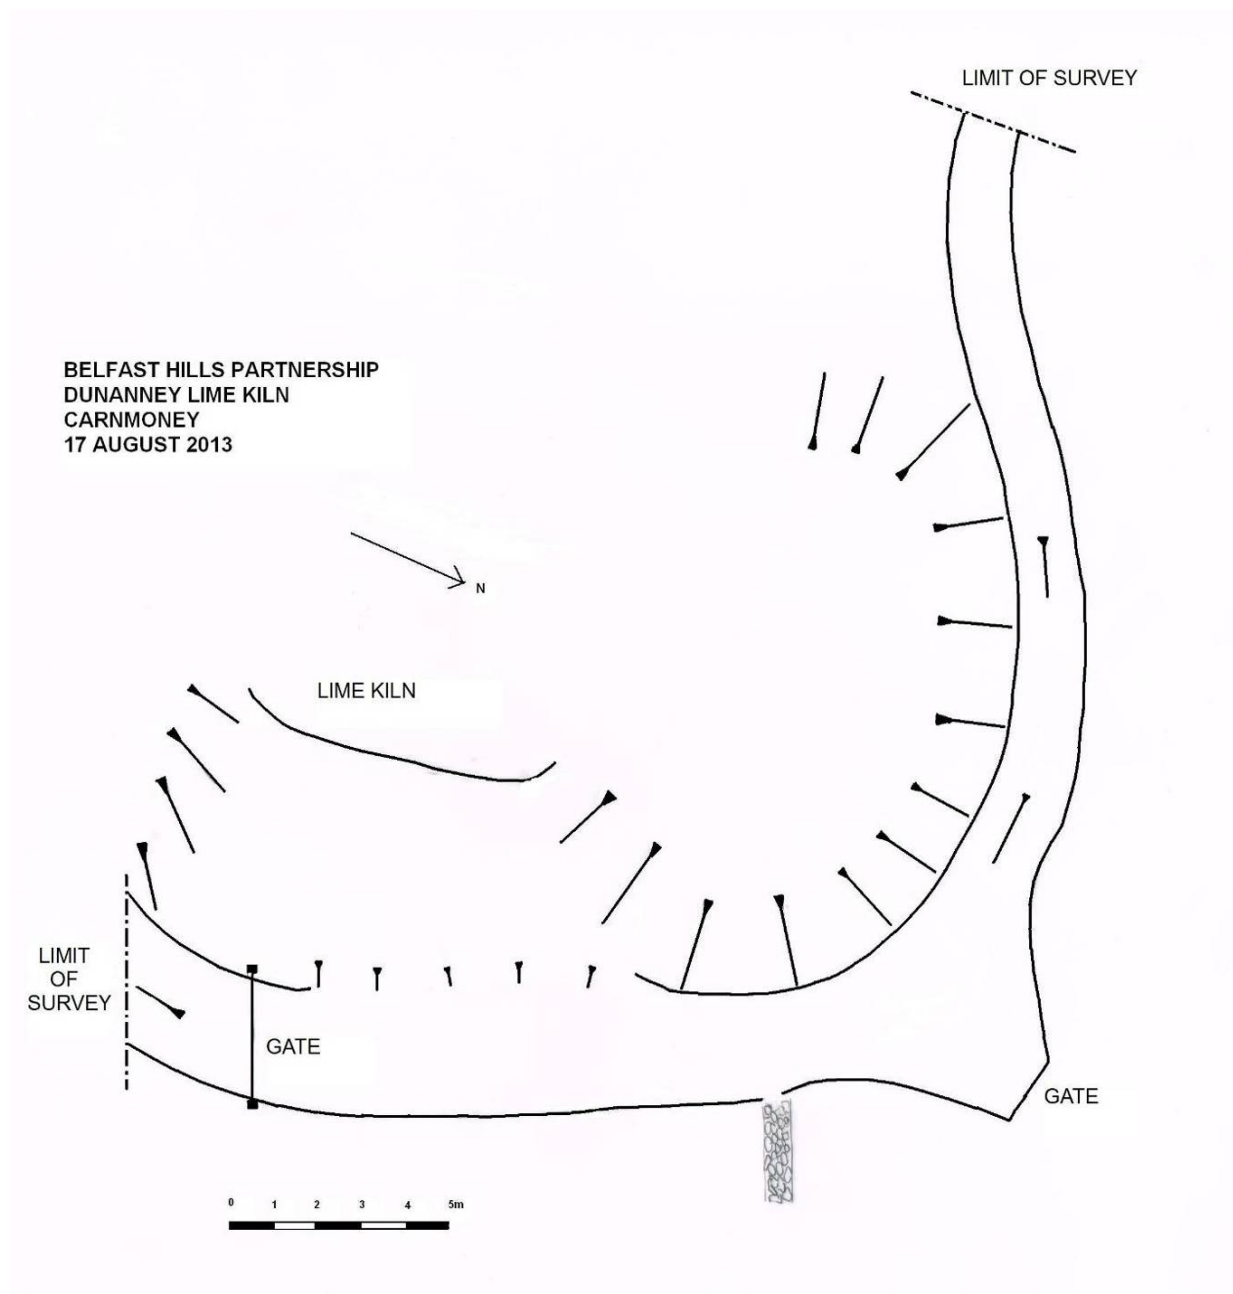 LIMIT OF SURVEY
BELFAST HILLS PARTNERSHIP
DUNANNEY LIME KILN
CARNMONEY
17 AUGUST 2013
N
LIME KILN
LIMIT
OF
SURVEY
GATE
GATE
0 1 2 3 4 5m